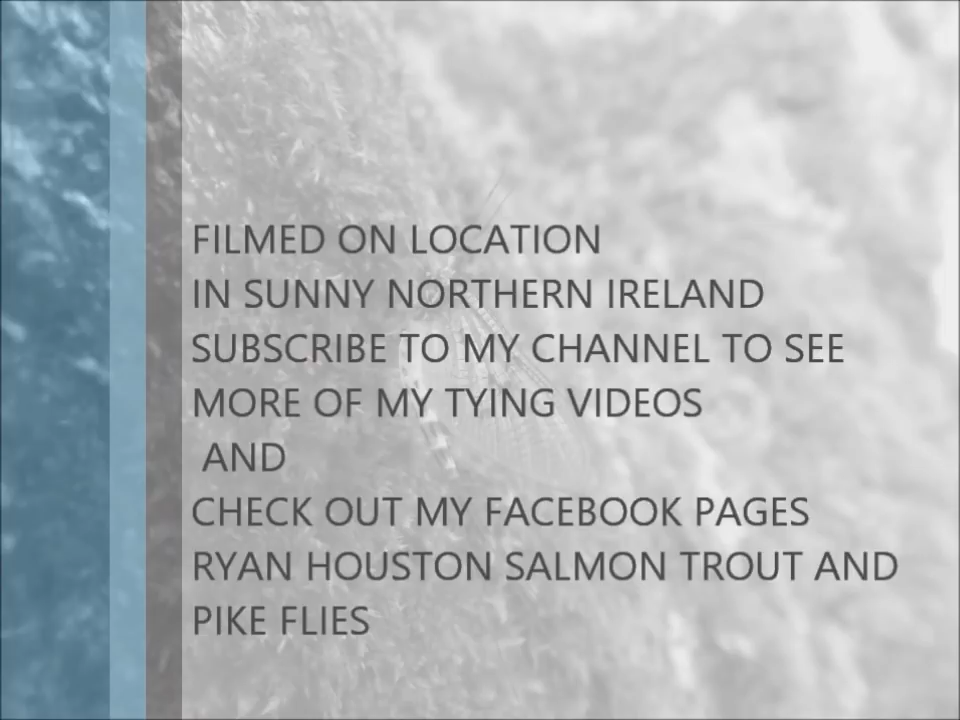 FILMED ON LOCATION
IN SUNNY NORTHERN IRELAND
SUBSCRIBE TO MY CHANNEL TO SEE
MORE OF MY TYING VIDEOS
AND
CHECK OUT MY FACEBOOK PAGES
RYAN HOUSTON SALMON TROUT AND
PIKE FLIES